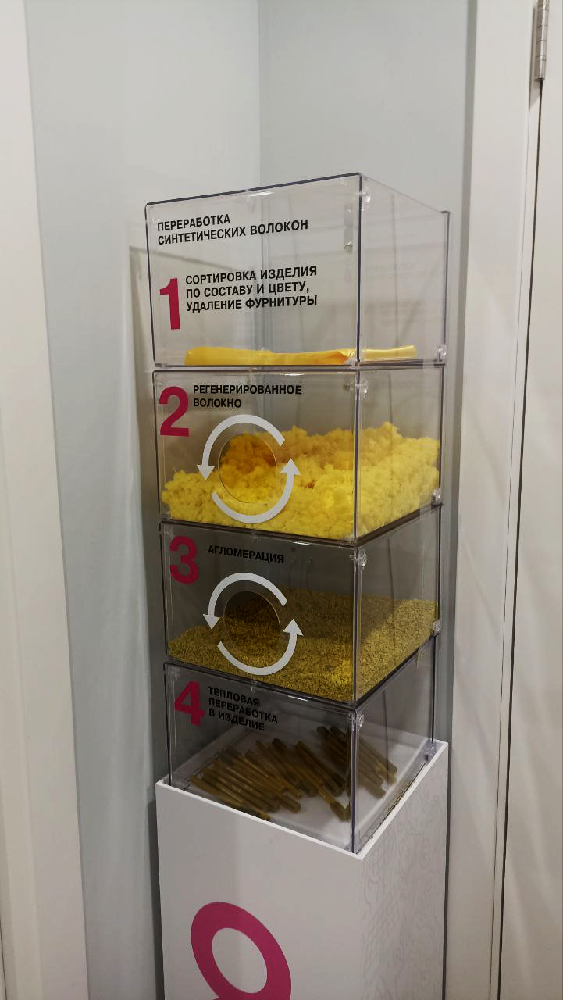 ПЕРЕРАБОТКА
СИНТЕТИЧЕСКИХ ВОЛОКОН
1
СОРТИРОВКА ИЗДЕЛИЯ
ПО СОСТАВУ И ЦВЕТУ,
УДАЛЕНИЕ ФУРНИТУРЫ
2
РЕГЕНЕРИРОВАННОЕ
ВОЛОКНО
3
АГЛОМЕРАЦИЯ
4
ТЕПЛОВАЯ
ПЕРЕРАБОТКА
В ИЗДЕЛИЕ